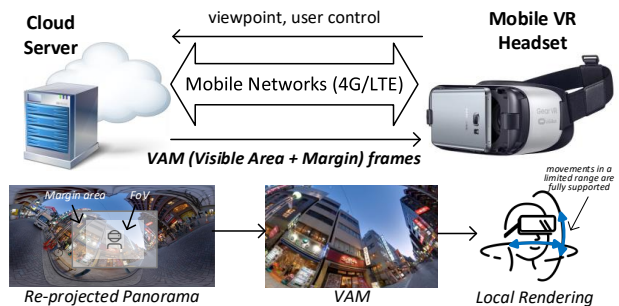 Cloud
Server
viewpoint, user control
Mobile VR
Headset
Mobile Networks (4G/LTE)
VAM (Visible Area + Margin) frames
Margin area
FoV
movements in a
limited range are
fully supported
Re-projected Panorama
VAM
Local Rendering